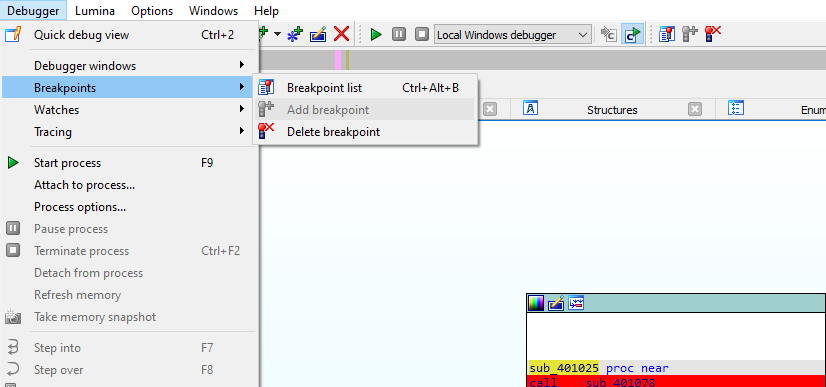 Debugger Lumina Options Windows Help
Quick debug view Ctrl+2
Local Windows debugger
Debugger windows
Breakpoints
Breakpoint list Ctrl+Alt+B
Watches
Add breakpoint
Structures
Enum
Tracing
Delete breakpoint
Start process F9
Attach to process...
Process options...
Pause process
Terminate process Ctrl+F2
Detach from process
Refresh memory
Take memory snapshot
Step into F7
Step over F8
sub_401025 proc near
call sub_401078